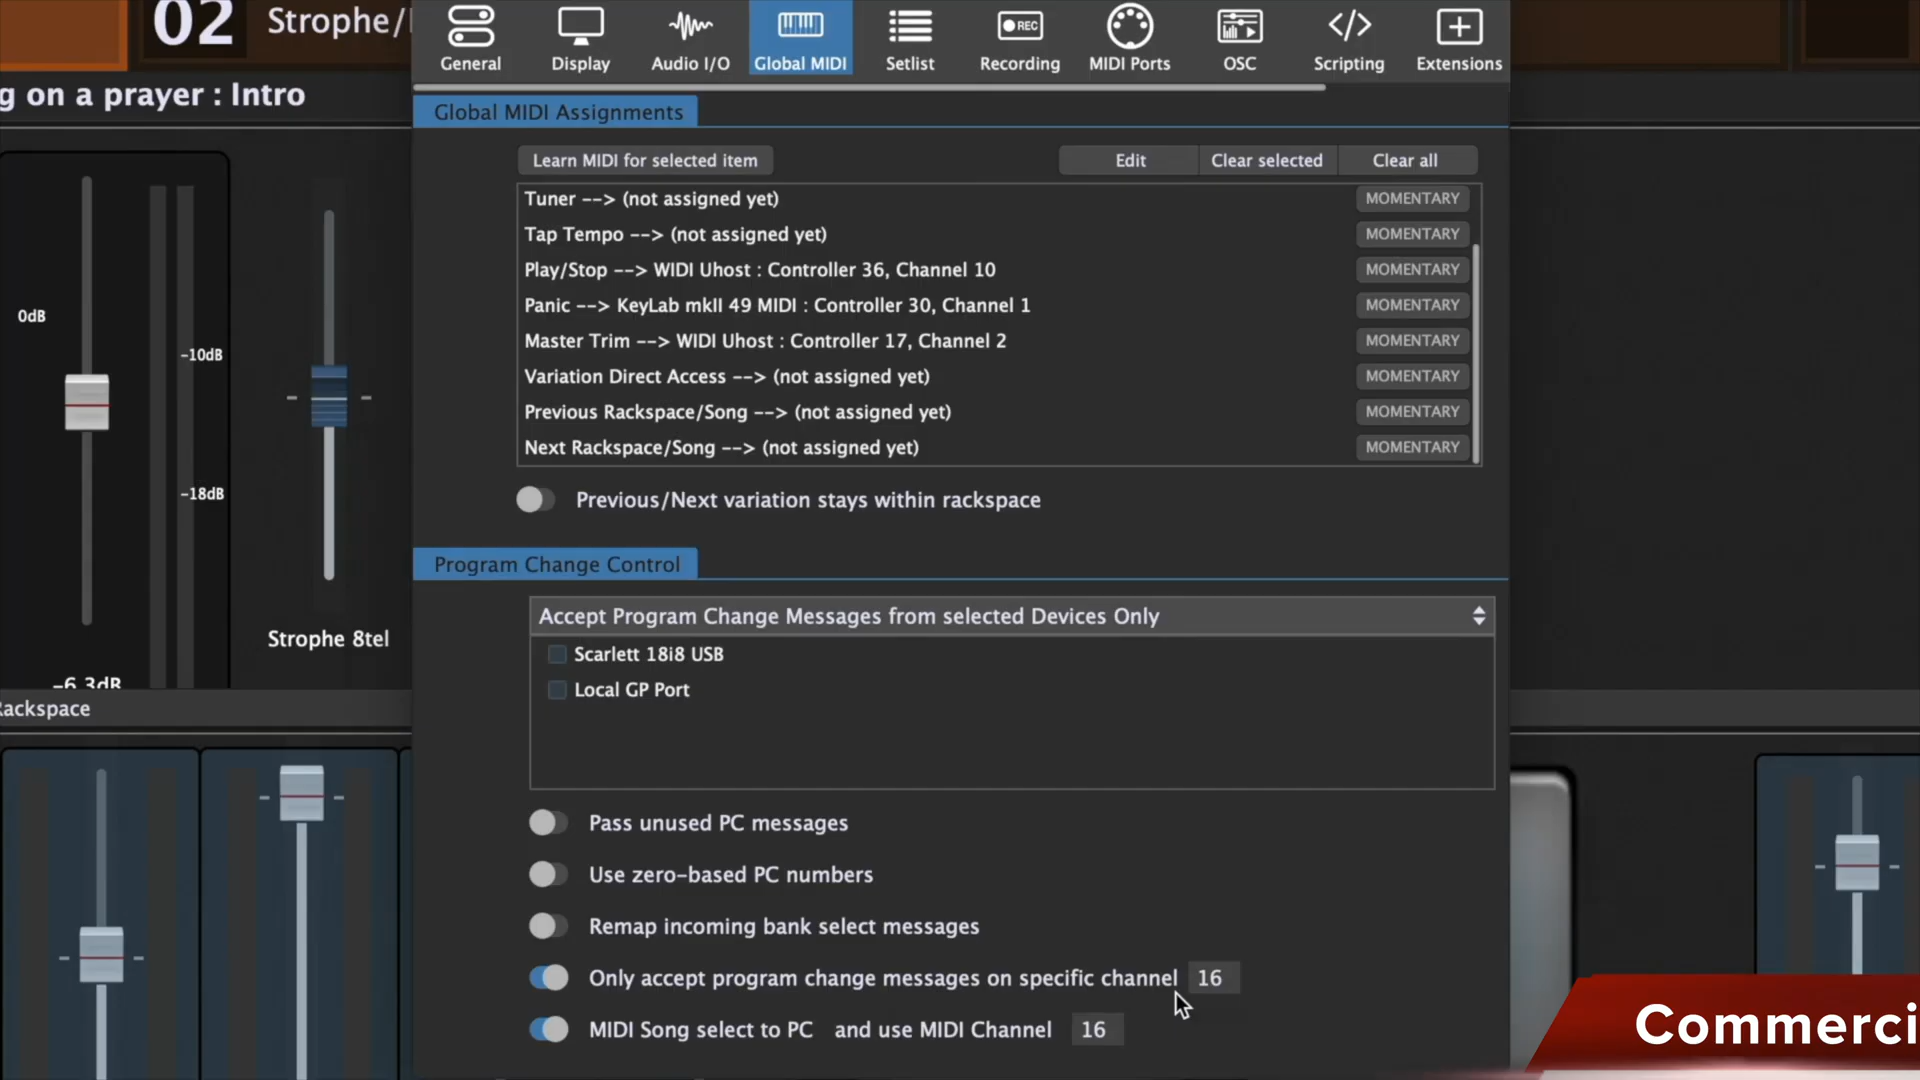 02
Strophe/
General
Display
Audio I/O
Global MIDI
Setlist
REC
Recording
MIDI Ports
OSC
Scripting
Extensions
g on a prayer : Intro
Global MIDI Assignments
Learn MIDI for selected item
Edit
Clear selected
Clear all
Tuner --> (not assigned yet)
MOMENTARY
Tap Tempo --> (not assigned yet)
MOMENTARY
Play/Stop --> WIDI Uhost : Controller 36, Channel 10
MOMENTARY
Panic --> KeyLab mkII 49 MIDI : Controller 30, Channel 1
MOMENTARY
Master Trim --> WIDI Uhost : Controller 17, Channel 2
MOMENTARY
Variation Direct Access --> (not assigned yet)
MOMENTARY
Previous Rackspace/Song --> (not assigned yet)
MOMENTARY
Next Rackspace/Song --> (not assigned yet)
MOMENTARY
0dB
-10dB
-18dB
Previous/Next variation stays within rackspace
Program Change Control
Accept Program Change Messages from selected Devices Only
Scarlett 18i8 USB
Local GP Port
Strophe 8tel
-6.3dB
Rackspace
Pass unused PC messages
Use zero-based PC numbers
Remap incoming bank select messages
Only accept program change messages on specific channel 16
MIDI Song select to PC and use MIDI Channel 16
Commerci